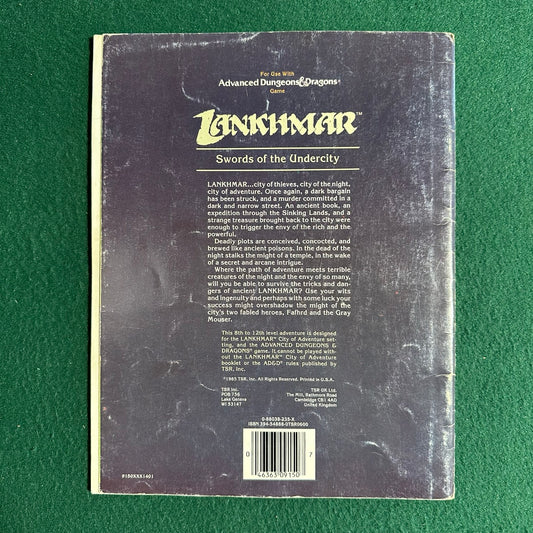 For Use With
Advanced Dungeons & Dragons®
Game
LANKHMAR™
Swords of the Undercity
LANKHMAR...city of thieves, city of the night,
city of adventure. Once again, a dark bargain
has been struck, and a murder committed in a
dark and narrow street. An ancient book, an
expedition through the Sinking Lands, and a
strange treasure brought back to the city were
enough to trigger the envy of the rich and the
powerful.
Deadly plots are conceived, concocted, and
brewed like ancient poisons. In the dead of the
night stalks the might of a temple, in the wake
of a secret and arcane intrigue.
Where the path of adventure meets terrible
creatures of the night and the envy of so many,
will you be able to survive the tricks and dan-
gers of ancient LANKHMAR? Use your wits
and ingenuity and perhaps with some luck your
success might overshadow the might of the
city's two fabled heroes, Fafhrd and the Gray
Mouser.
This 8th to 12th level adventure is designed
for the LANKHMAR™ City of Adventure set-
ting, and the ADVANCED DUNGEONS &
DRAGONS® game. It cannot be played with-
out the LANKHMAR™ City of Adventure
booklet or the AD&D® rules published by
TSR, Inc.
©1985 TSR, Inc. All Rights Reserved. Printed in U.S.A.
TSR Inc. TSR UK Ltd.
POB 756 The Mill, Rathmore Road
Lake Geneva Cambridge CB1 4AD
WI 53147 United Kingdom
0-88038-235-X
ISBN 394-54888-0TSR0600
0 46363 09150 7
9150XXX1401